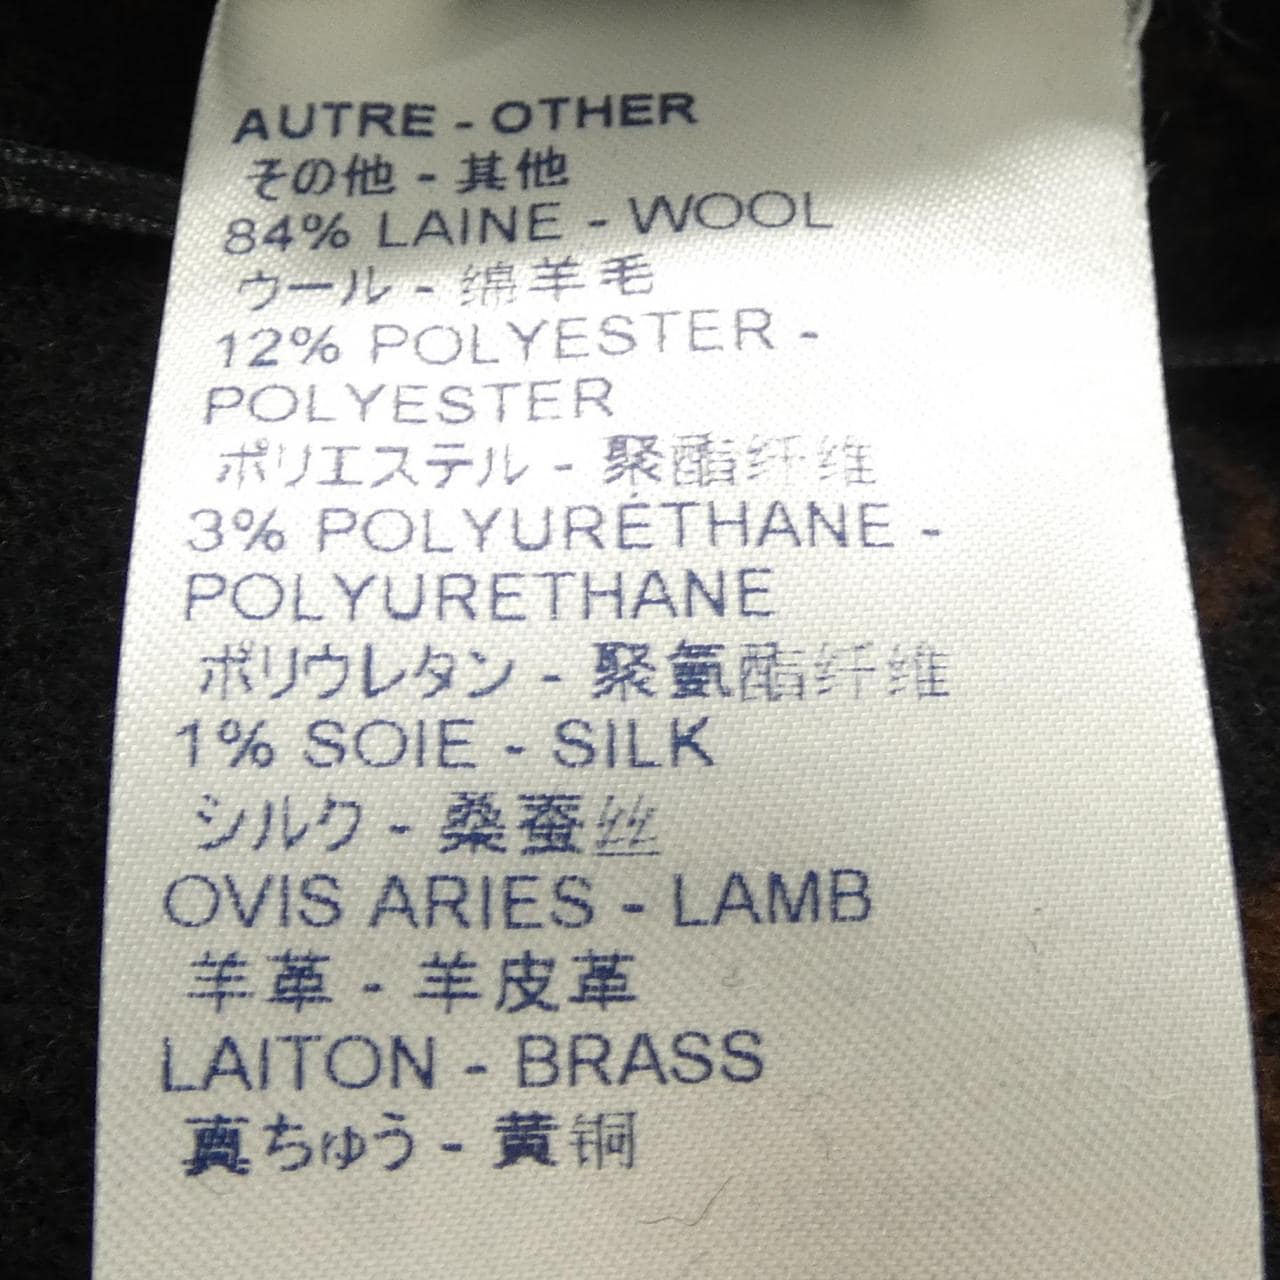 AUTRE - OTHER
その他 - 其他
84% LAINE - WOOL
ウール - 绵羊毛
12% POLYESTER -
POLYESTER
ポリエステル - 聚酯纤维
3% POLYURÉTHANE -
POLYURETHANE
ポリウレタン - 聚氨酯纤维
1% SOIE - SILK
シルク - 桑蚕丝
OVIS ARIES - LAMB
羊革 - 羊皮革
LAITON - BRASS
真ちゅう - 黄铜